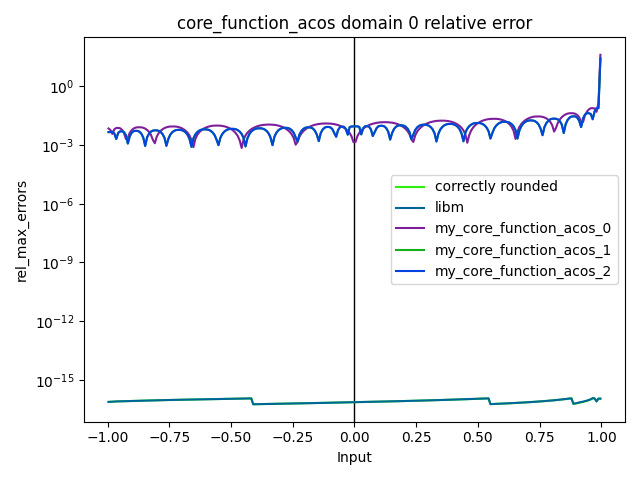 core_function_acos domain 0 relative error
rel_max_errors
10⁰
10⁻³
10⁻⁶
10⁻⁹
10⁻¹²
10⁻¹⁵
correctly rounded
libm
my_core_function_acos_0
my_core_function_acos_1
my_core_function_acos_2
−1.00 −0.75 −0.50 −0.25 0.00 0.25 0.50 0.75 1.00
Input